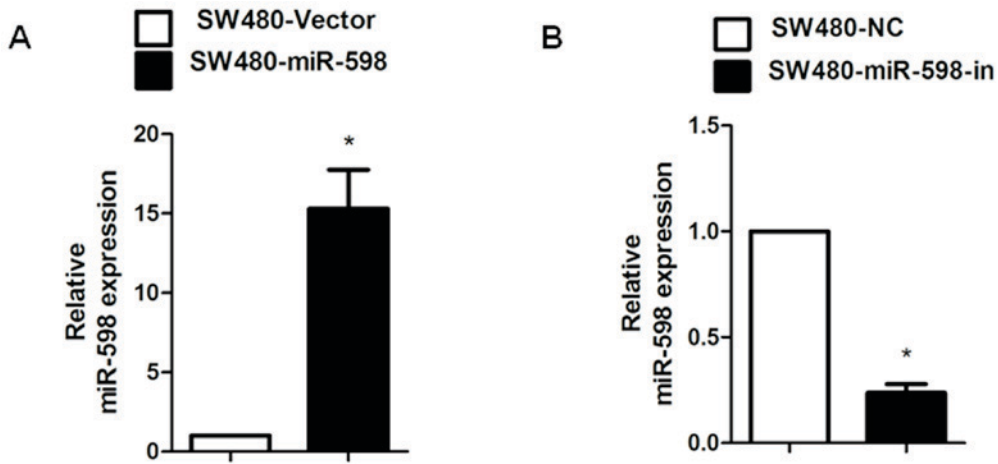 A
SW480-Vector
SW480-miR-598
Relative
miR-598 expression
20
15
10
5
0
*
B
SW480-NC
SW480-miR-598-in
Relative
miR-598 expression
1.5
1.0
0.5
0.0
*